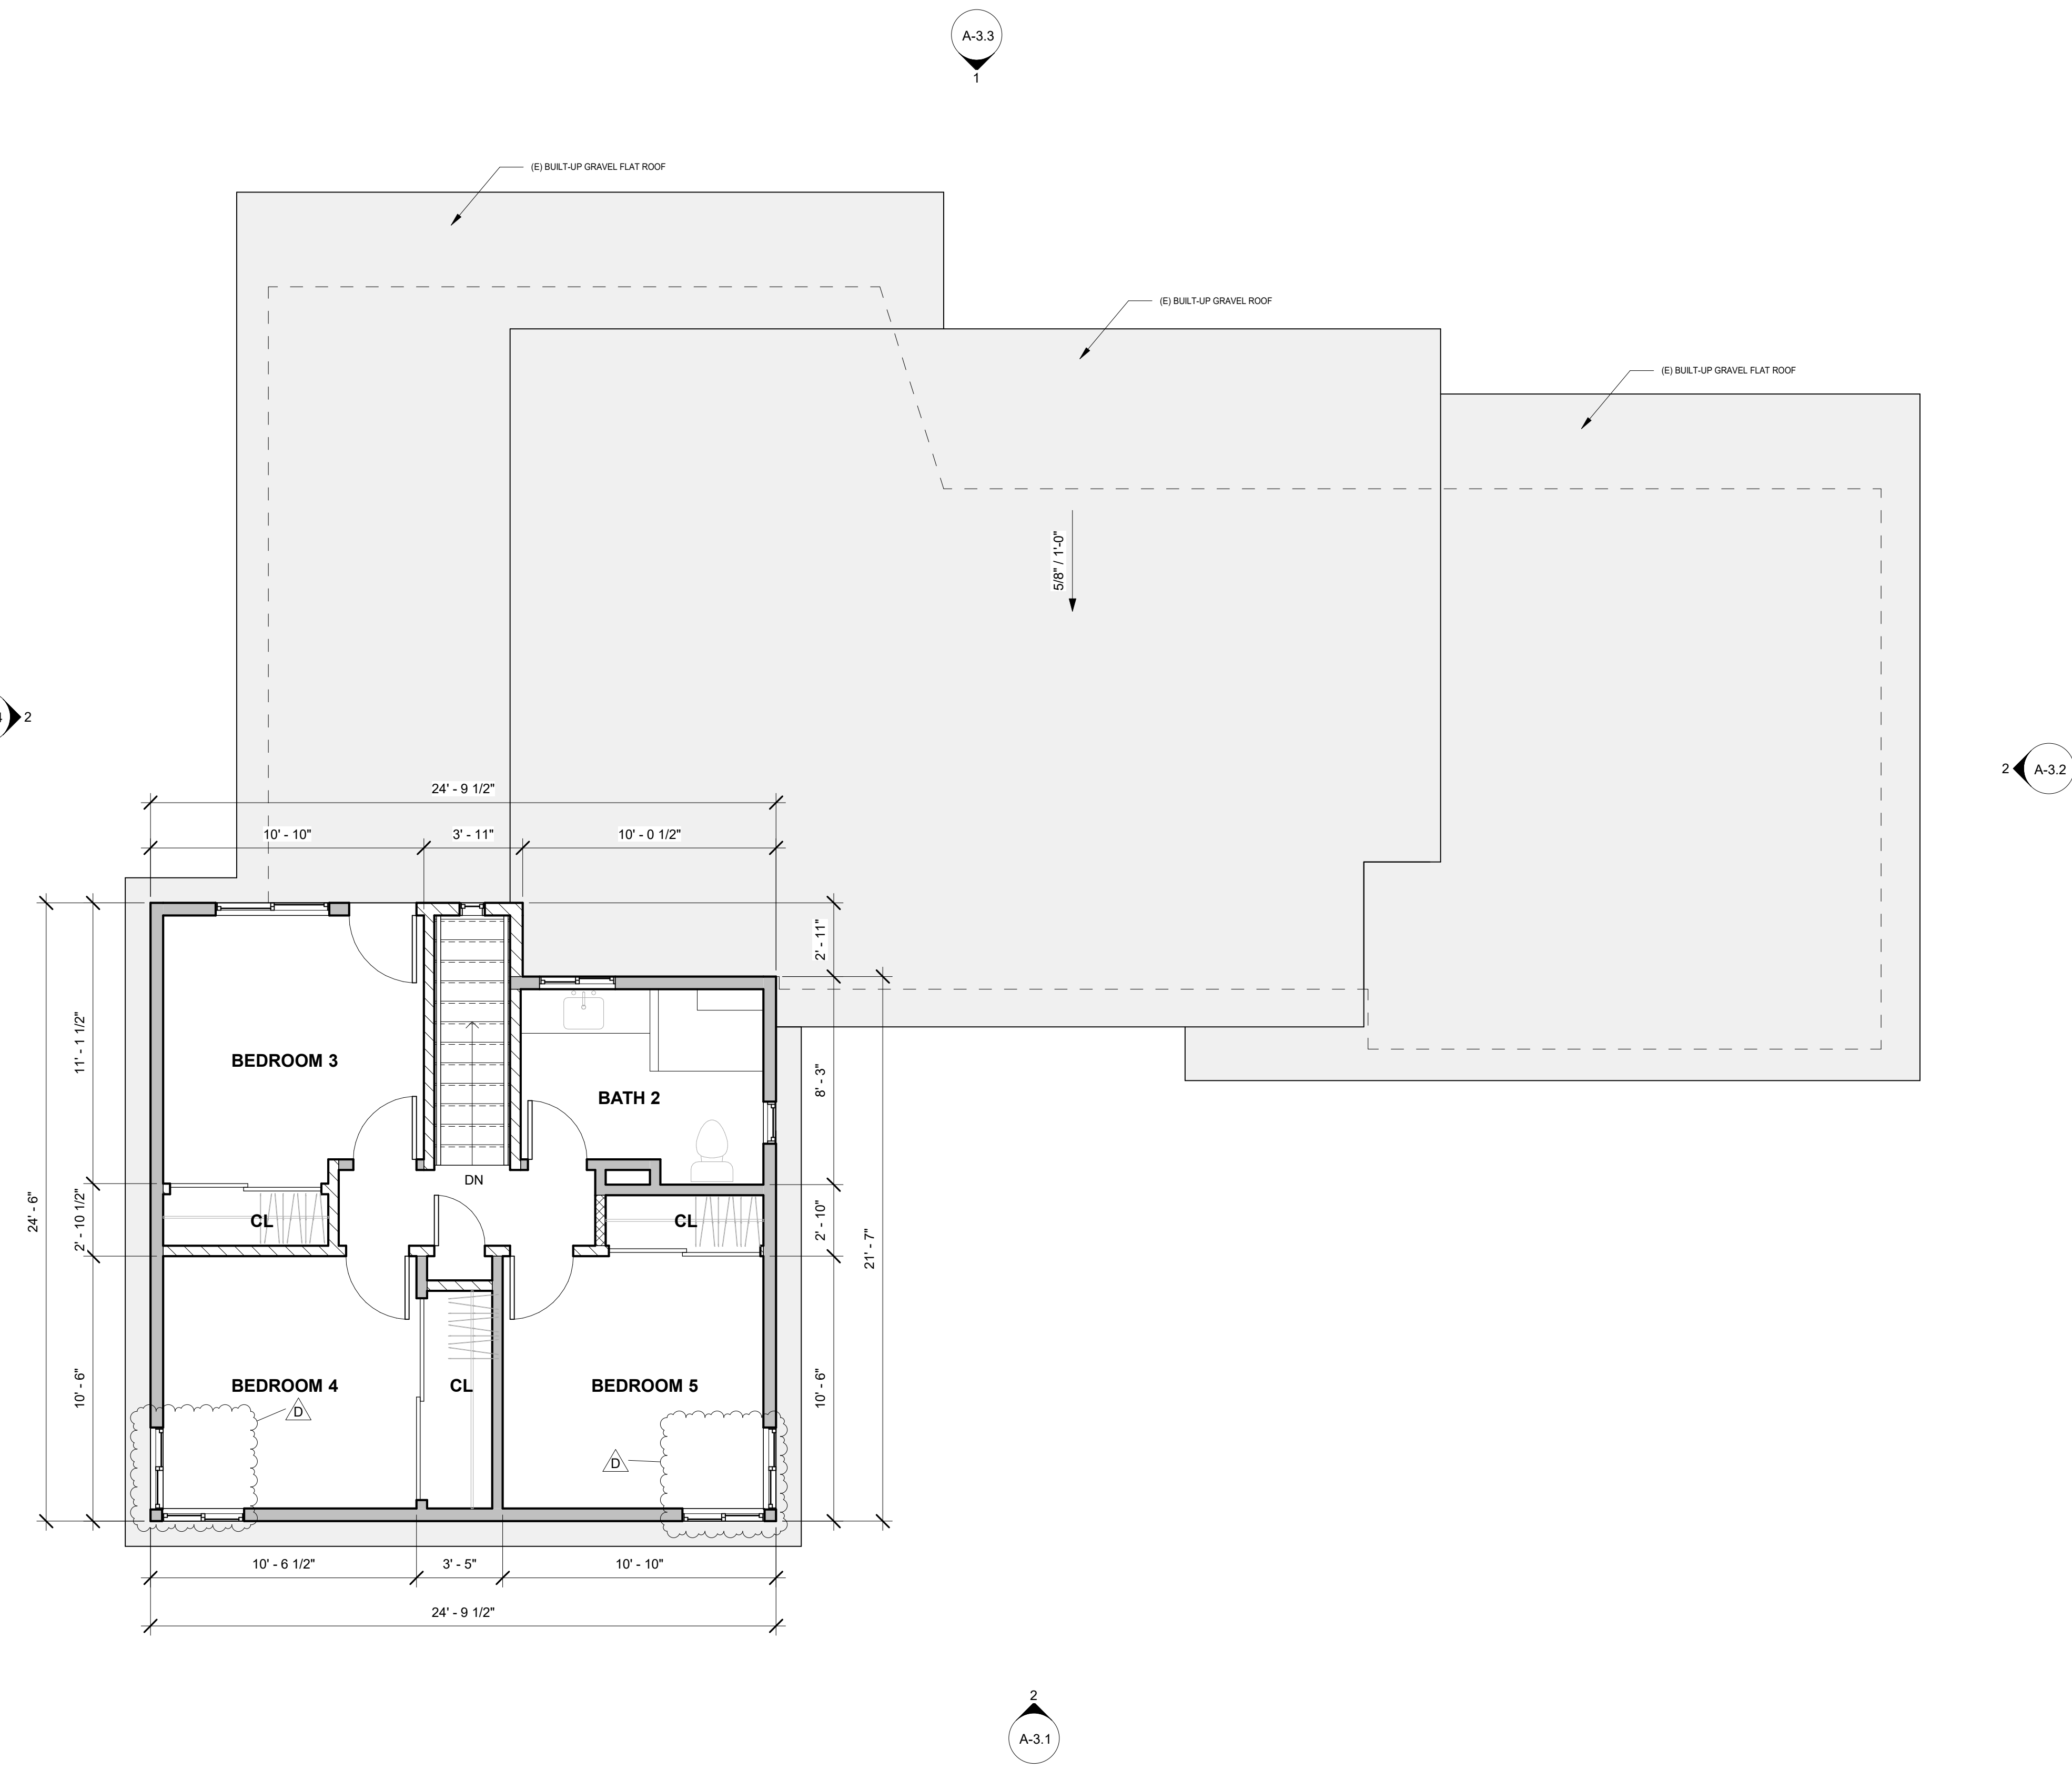 A-3.3
1
(E) BUILT-UP GRAVEL FLAT ROOF
(E) BUILT-UP GRAVEL ROOF
(E) BUILT-UP GRAVEL FLAT ROOF
5/8" / 1'-0"
2
2
A-3.2
24' - 9 1/2"
10' - 10"
3' - 11"
10' - 0 1/2"
2' - 11"
11' - 1 1/2"
BEDROOM 3
BATH 2
8' - 3"
DN
24' - 6"
2' - 10 1/2"
CL
CL
2' - 10"
21' - 7"
10' - 6"
BEDROOM 4
CL
BEDROOM 5
10' - 6"
D
D
10' - 6 1/2"
3' - 5"
10' - 10"
24' - 9 1/2"
2
A-3.1